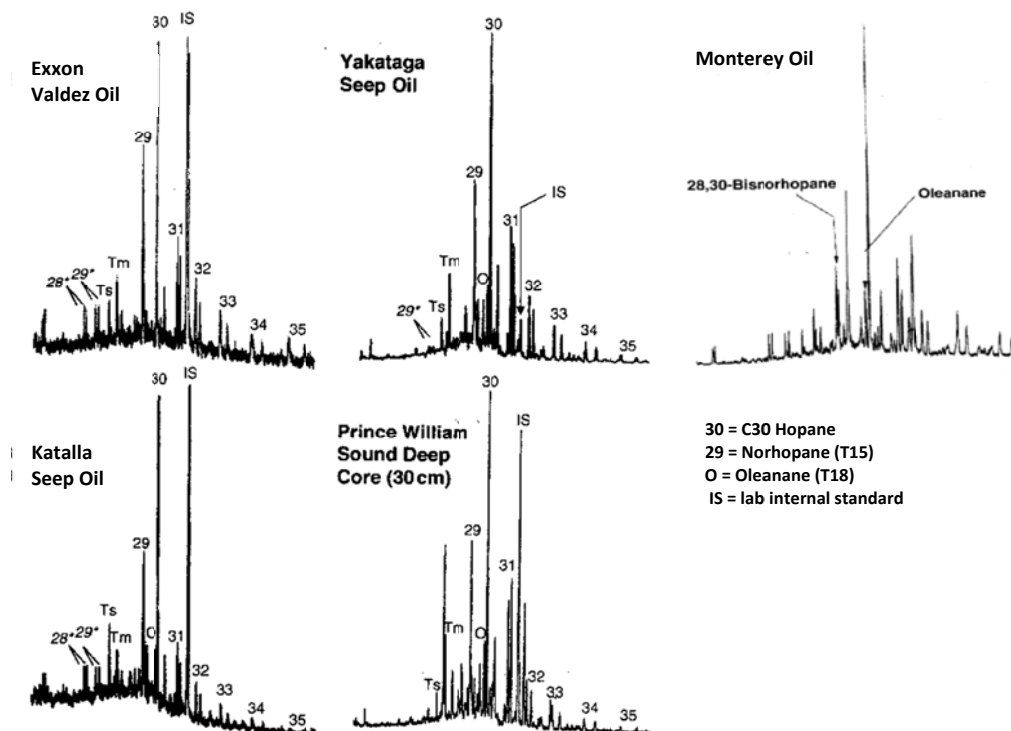 Exxon
Valdez Oil
30
IS
29
31
Tm
28*
29*
Ts
32
33
34
35
Yakataga
Seep Oil
30
29
IS
31
Tm
O
Ts
29*
32
33
34
35
Monterey Oil
28,30-Bisnorhopane
Oleanane
Katalla
Seep Oil
30
IS
29
Ts
O
28*
29*
Tm
31
32
33
34
35
Prince William
Sound Deep
Core (30cm)
30
IS
29
31
Tm
O
Ts
32
33
34
35
30 = C30 Hopane
29 = Norhopane (T15)
O = Oleanane (T18)
IS = lab internal standard